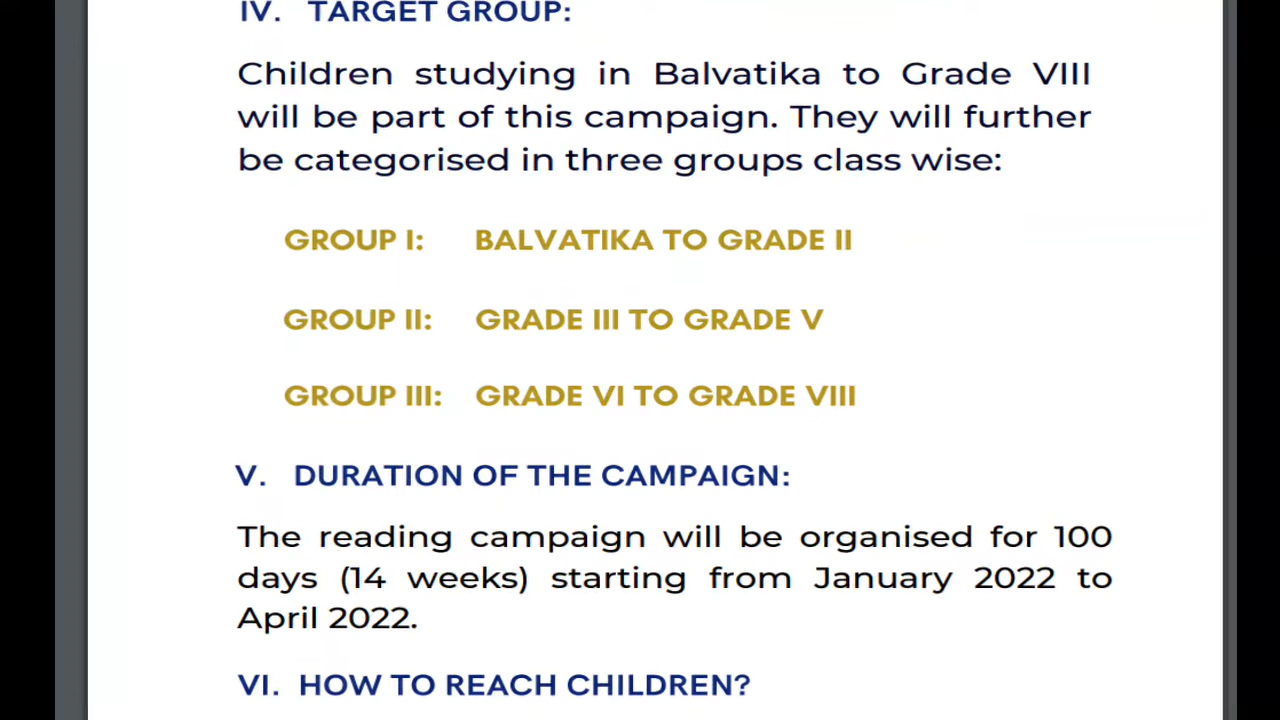 IV. TARGET GROUP:
Children studying in Balvatika to Grade VIII
will be part of this campaign. They will further
be categorised in three groups class wise:
GROUP I: BALVATIKA TO GRADE II
GROUP II: GRADE III TO GRADE V
GROUP III: GRADE VI TO GRADE VIII
V. DURATION OF THE CAMPAIGN:
The reading campaign will be organised for 100
days (14 weeks) starting from January 2022 to
April 2022.
VI. HOW TO REACH CHILDREN?